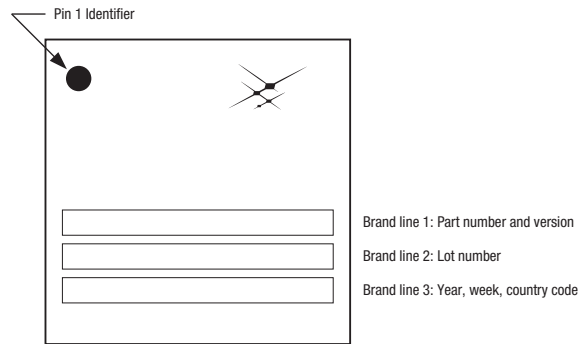 Pin 1 Identifier
Brand line 1: Part number and version
Brand line 2: Lot number
Brand line 3: Year, week, country code